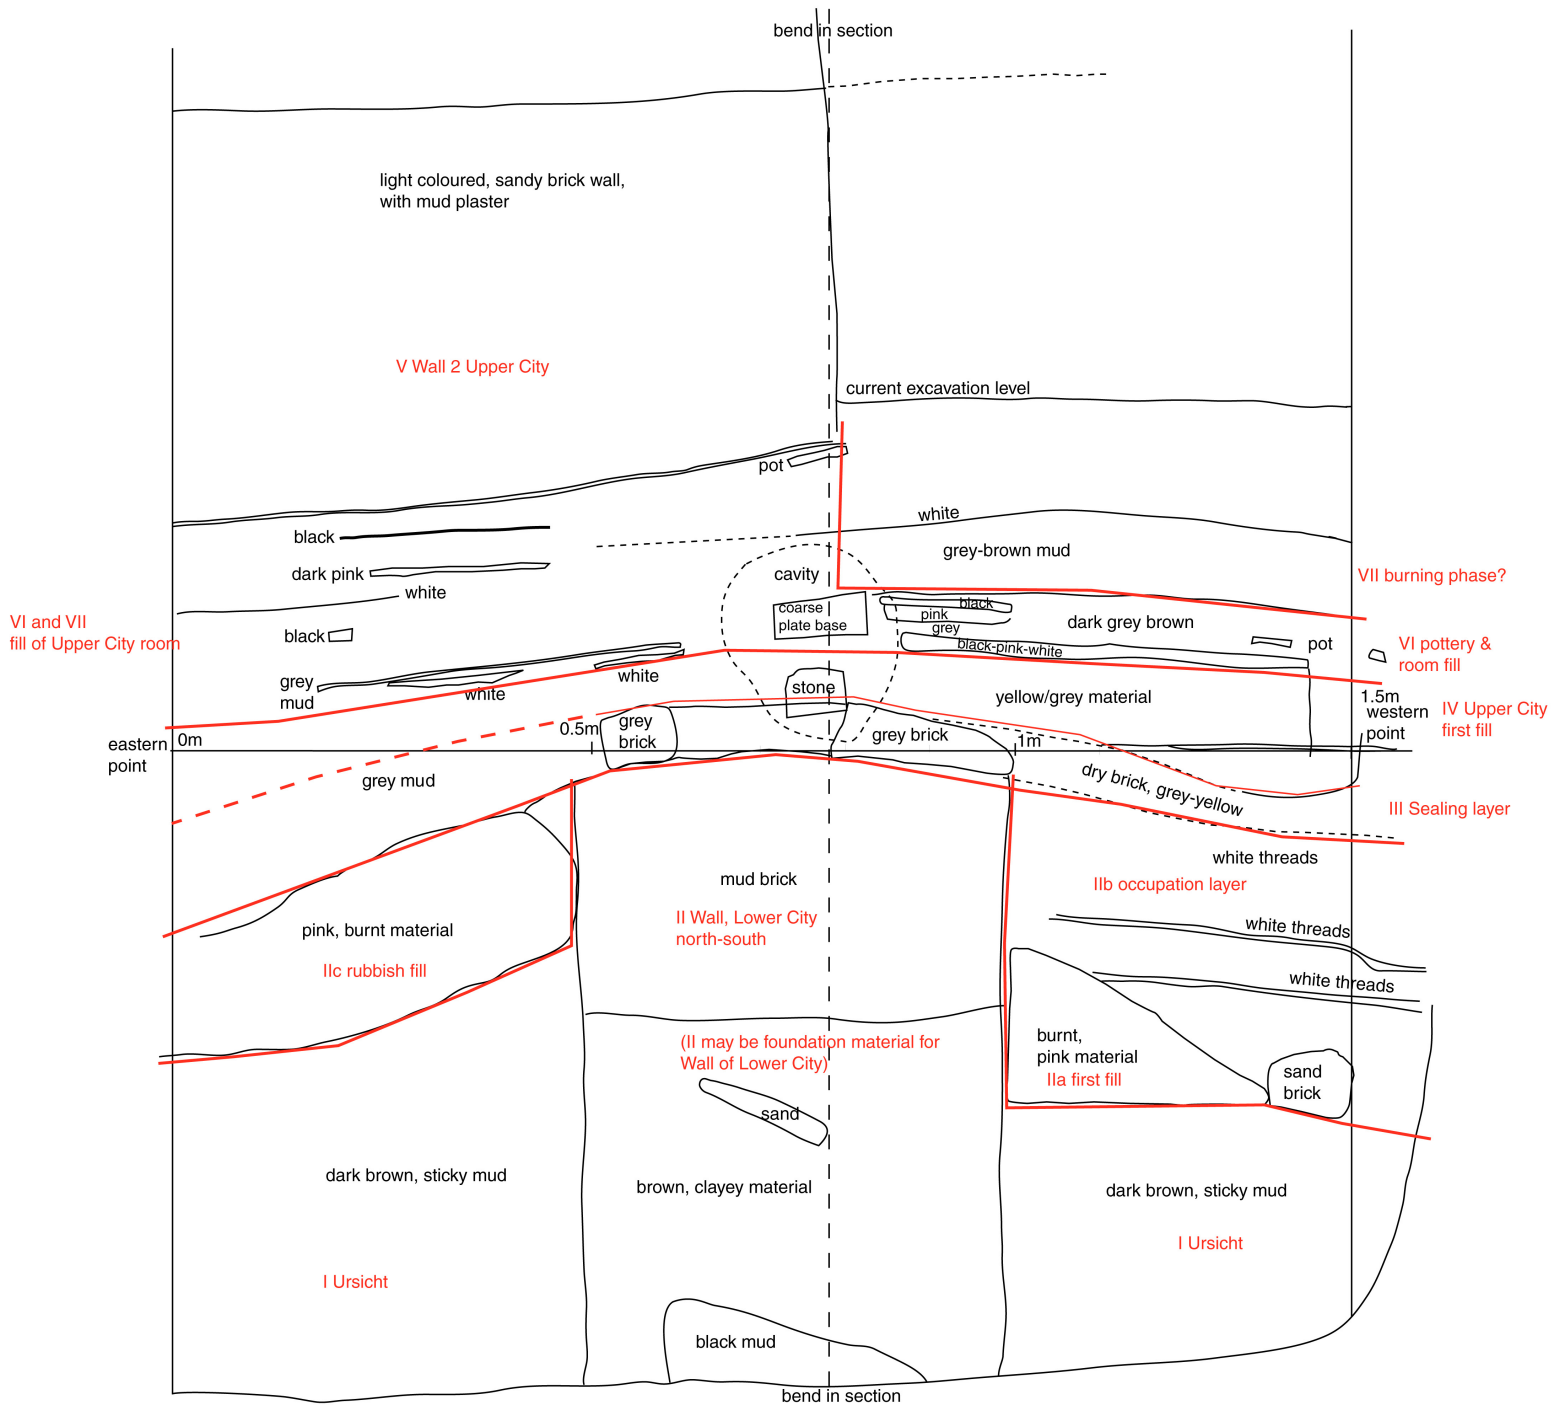 bend in section
light coloured, sandy brick wall,
with mud plaster
V Wall 2 Upper City
current excavation level
pot
white
black
grey-brown mud
dark pink
cavity
VII burning phase?
white
coarse
plate base
black
pink
grey
dark grey brown
VI and VII
fill of Upper City room
black
black-pink-white
pot
VI pottery &
room fill
white
grey
mud
white
stone
yellow/grey material
1.5m
western
point
IV Upper City
first fill
eastern
point
0m
0.5m
grey
brick
grey brick
1m
grey mud
dry brick, grey-yellow
III Sealing layer
white threads
mud brick
IIb occupation layer
II Wall, Lower City
north-south
pink, burnt material
white threads
IIc rubbish fill
white threads
(II may be foundation material for
Wall of Lower City)
burnt,
pink material
IIa first fill
sand
brick
sand
dark brown, sticky mud
brown, clayey material
dark brown, sticky mud
I Ursicht
I Ursicht
black mud
bend in section